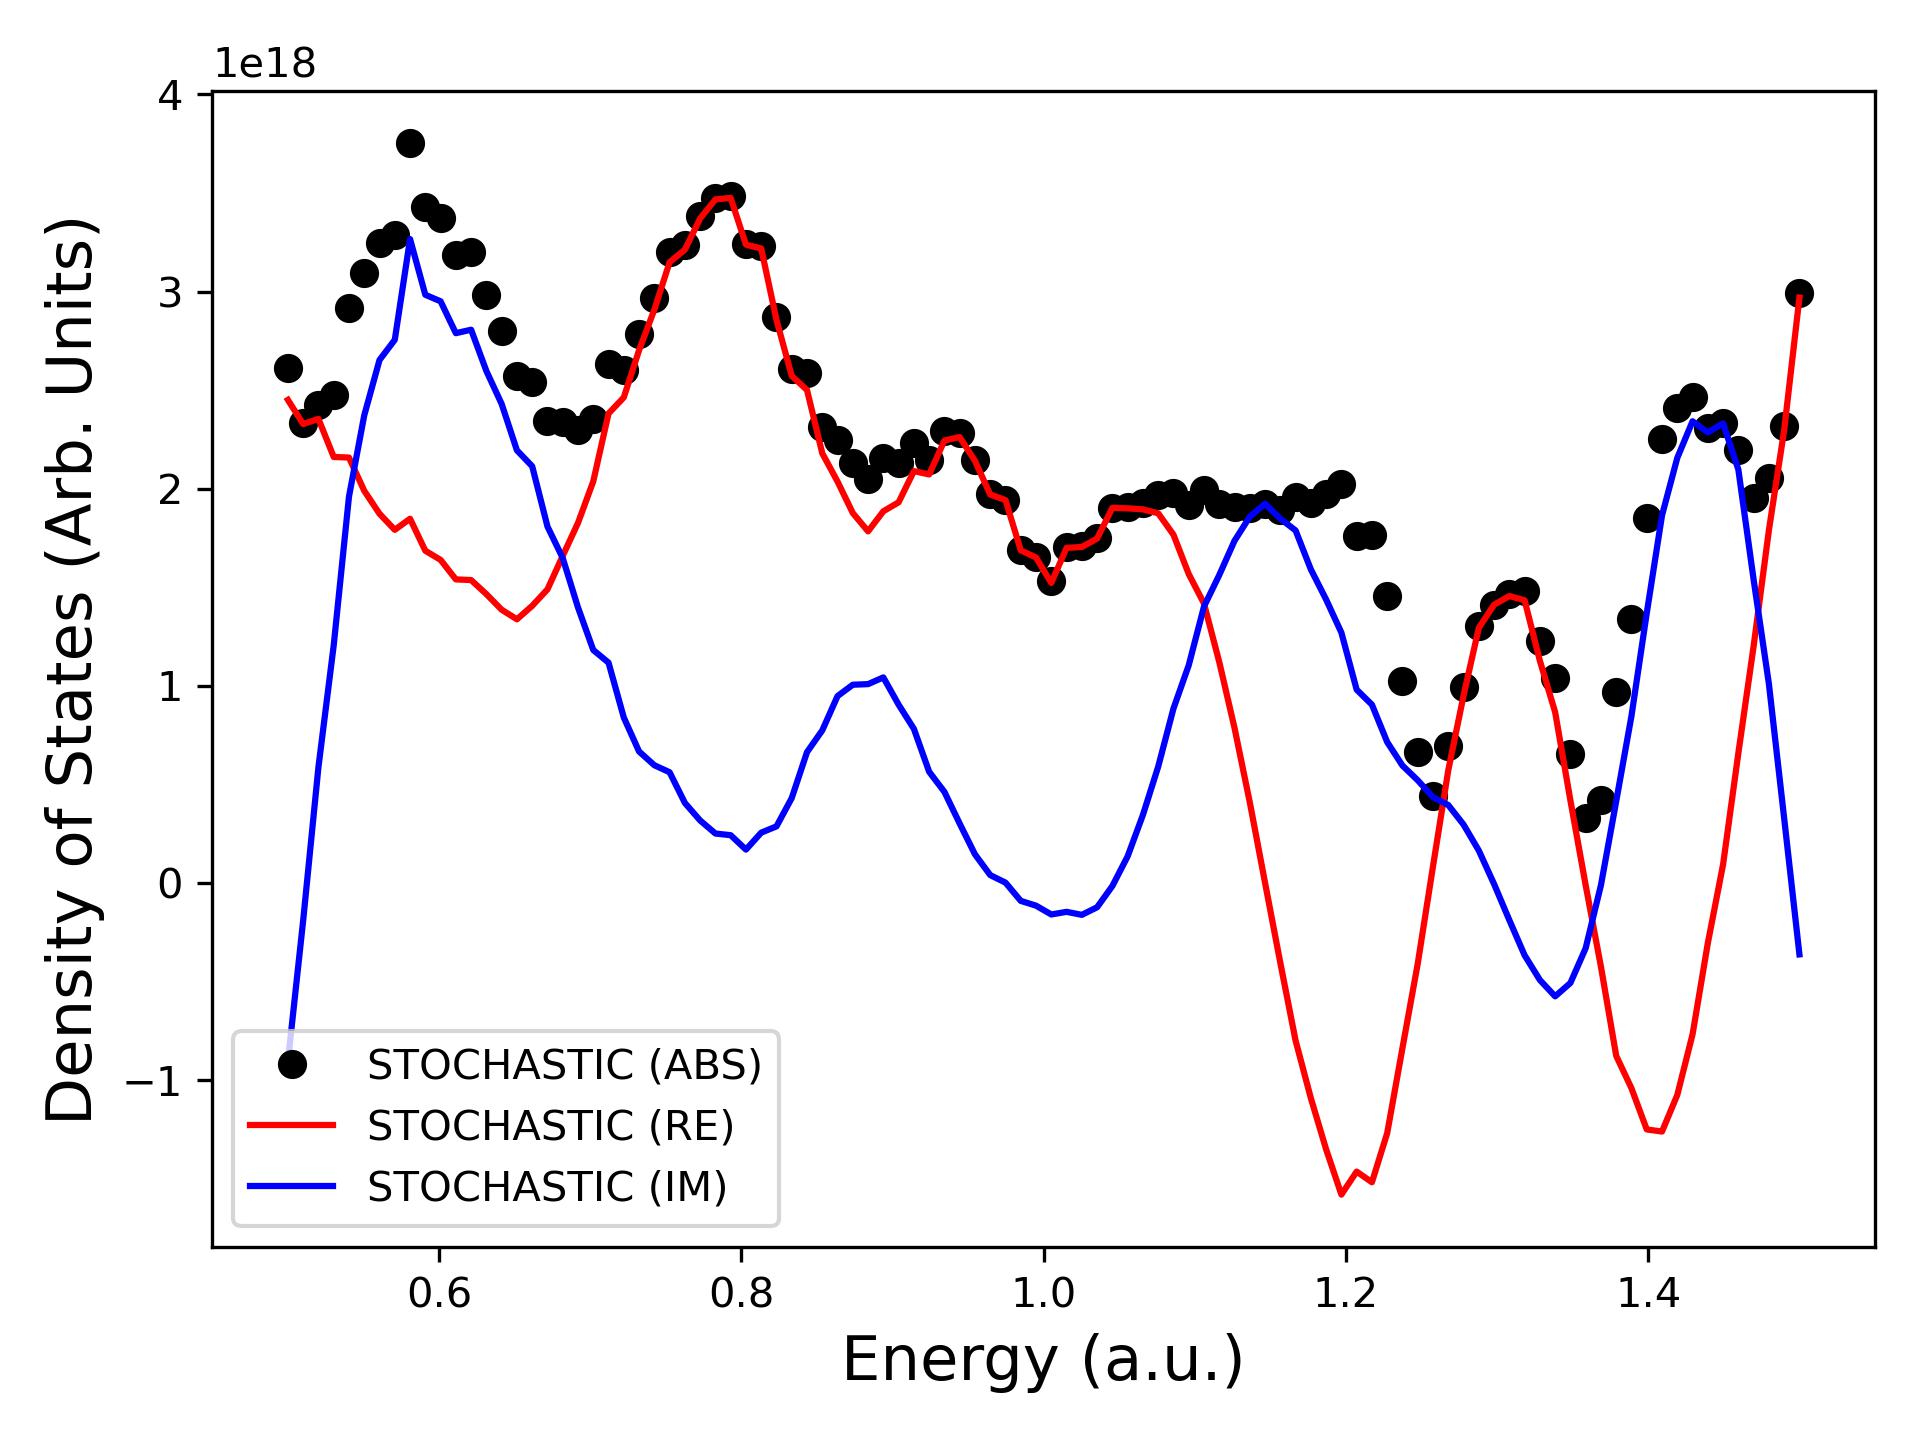 1e18
4
3
2
1
0
−1
Density of States (Arb. Units)
STOCHASTIC (ABS)
STOCHASTIC (RE)
STOCHASTIC (IM)
0.6 0.8 1.0 1.2 1.4
Energy (a.u.)